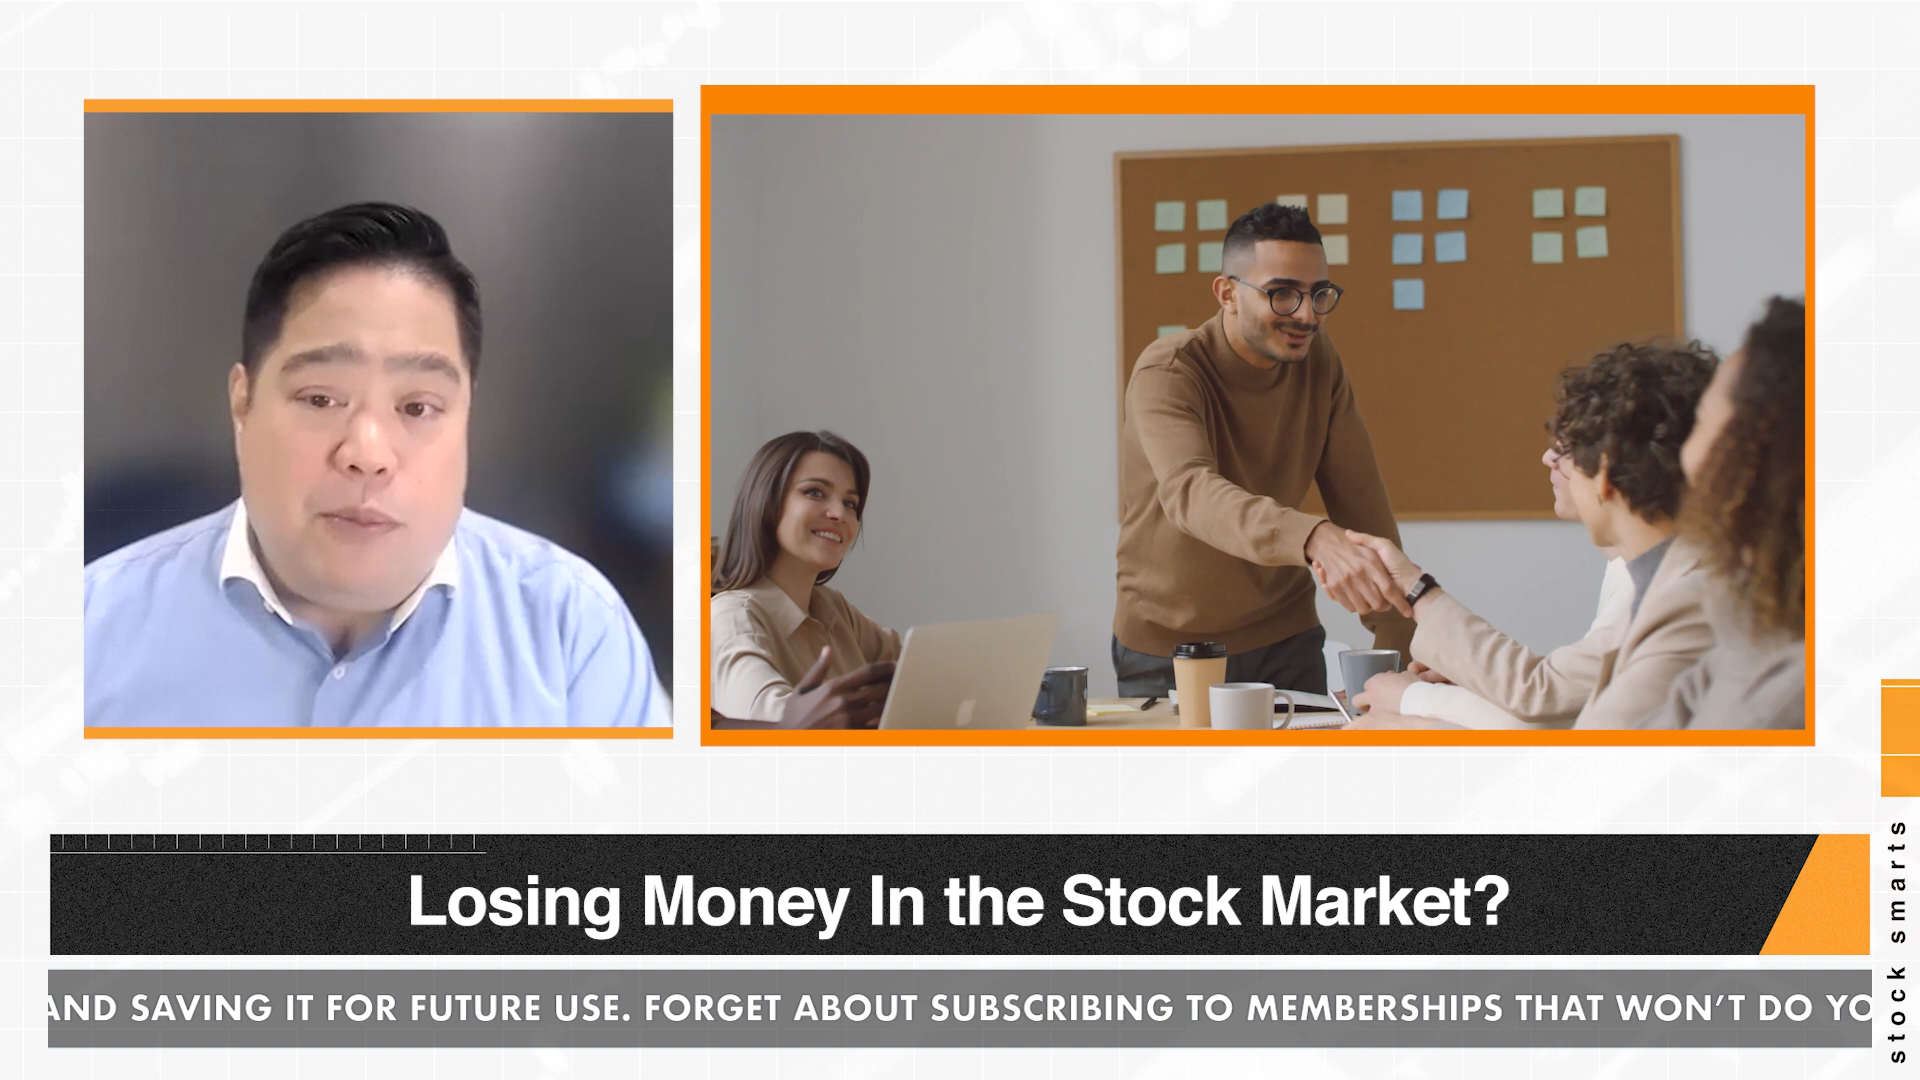 Losing Money In the Stock Market?
AND SAVING IT FOR FUTURE USE. FORGET ABOUT SUBSCRIBING TO MEMBERSHIPS THAT WON’T DO YO
stock smarts